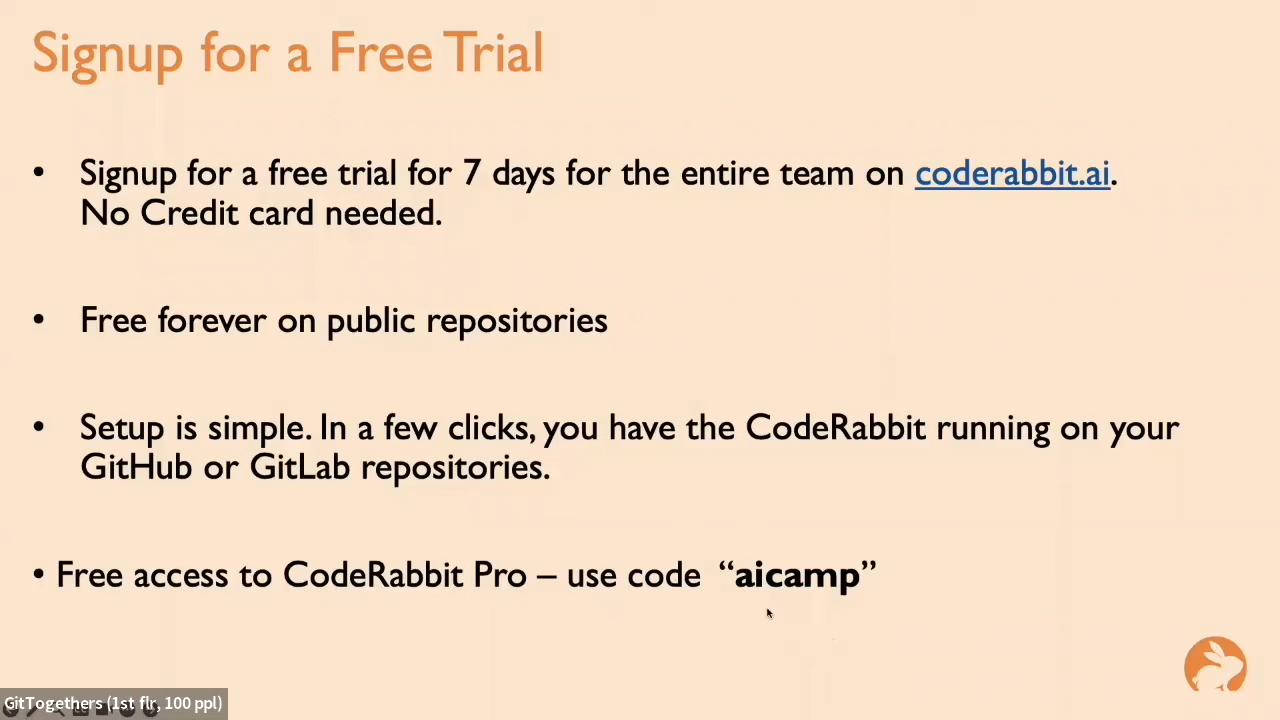 Signup for a Free Trial
• Signup for a free trial for 7 days for the entire team on coderabbit.ai.
No Credit card needed.
• Free forever on public repositories
• Setup is simple. In a few clicks, you have the CodeRabbit running on your
GitHub or GitLab repositories.
• Free access to CodeRabbit Pro – use code “aicamp”
GitTogethers (1st flr, 100 ppl)